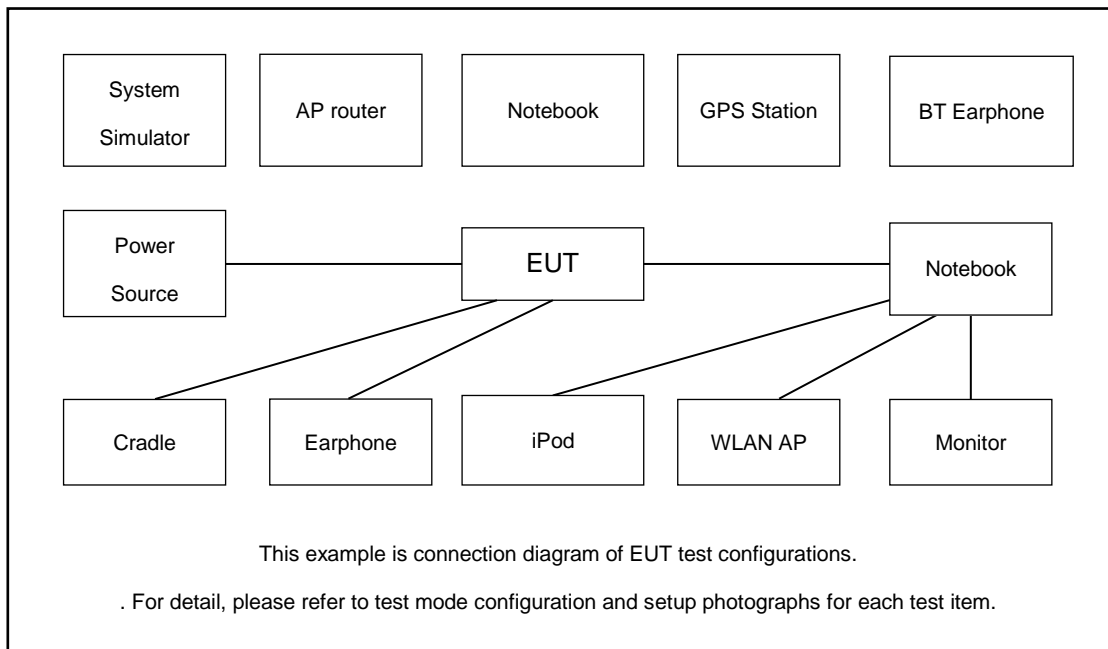 System
Simulator
AP router
Notebook
GPS Station
BT Earphone
Power
Source
EUT
Notebook
Cradle
Earphone
iPod
WLAN AP
Monitor
This example is connection diagram of EUT test configurations.
. For detail, please refer to test mode configuration and setup photographs for each test item.